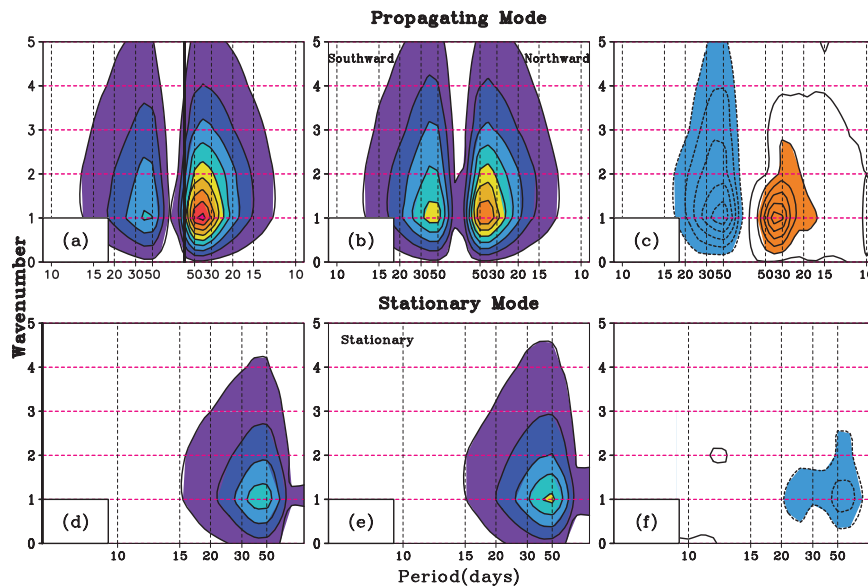 Propagating Mode
5 4 3 2 1 0
(a)
10 15 20 30 50 50 30 20 15 10
5 4 3 2 1 0
Southward Northward
(b)
10 15 20 30 50 50 30 20 15 10
5 4 3 2 1 0
(c)
10 15 20 30 50 50 30 20 15 10
Wavenumber
Stationary Mode
5 4 3 2 1 0
(d)
10 15 20 30 50
5 4 3 2 1 0
Stationary
(e)
10 15 20 30 50
5 4 3 2 1 0
(f)
10 15 20 30 50
Period(days)